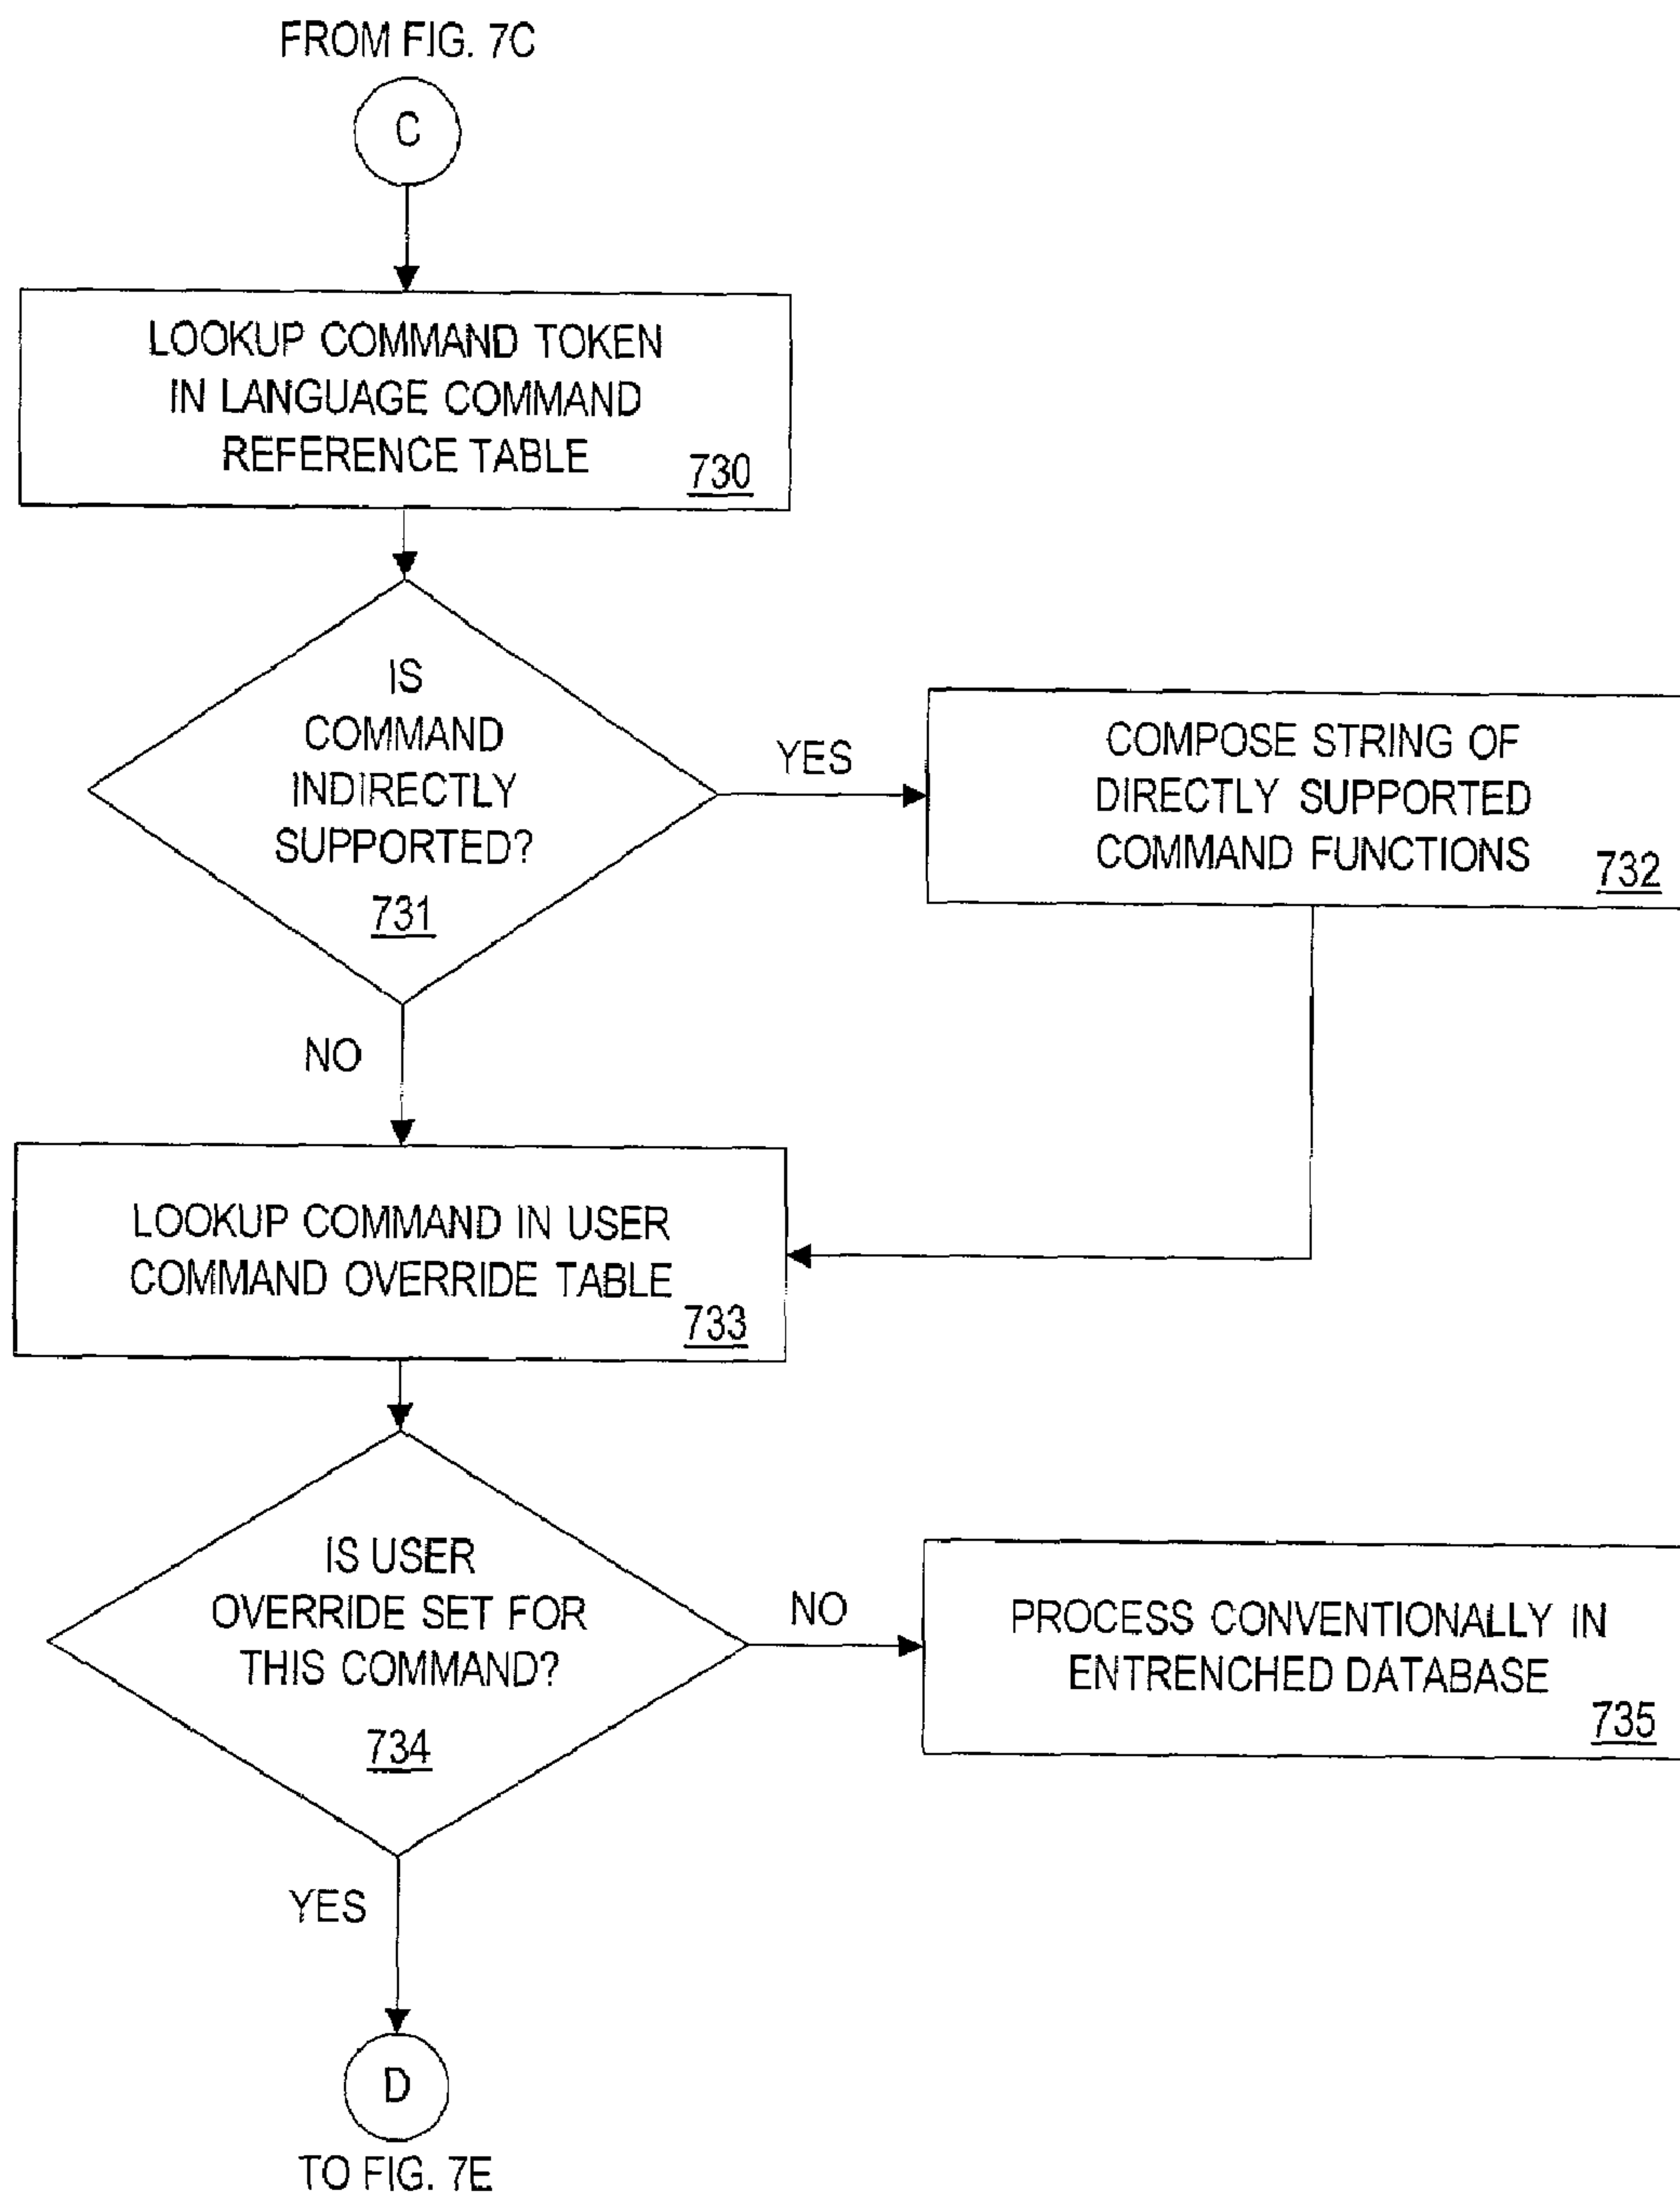 FROM FIG. 7C
C
LOOKUP COMMAND TOKEN
IN LANGUAGE COMMAND
REFERENCE TABLE
730
IS
COMMAND
INDIRECTLY
SUPPORTED?
731
YES
COMPOSE STRING OF
DIRECTLY SUPPORTED
COMMAND FUNCTIONS
732
NO
LOOKUP COMMAND IN USER
COMMAND OVERRIDE TABLE
733
IS USER
OVERRIDE SET FOR
THIS COMMAND?
734
NO
PROCESS CONVENTIONALLY IN
ENTRENCHED DATABASE
735
YES
D
TO FIG. 7E